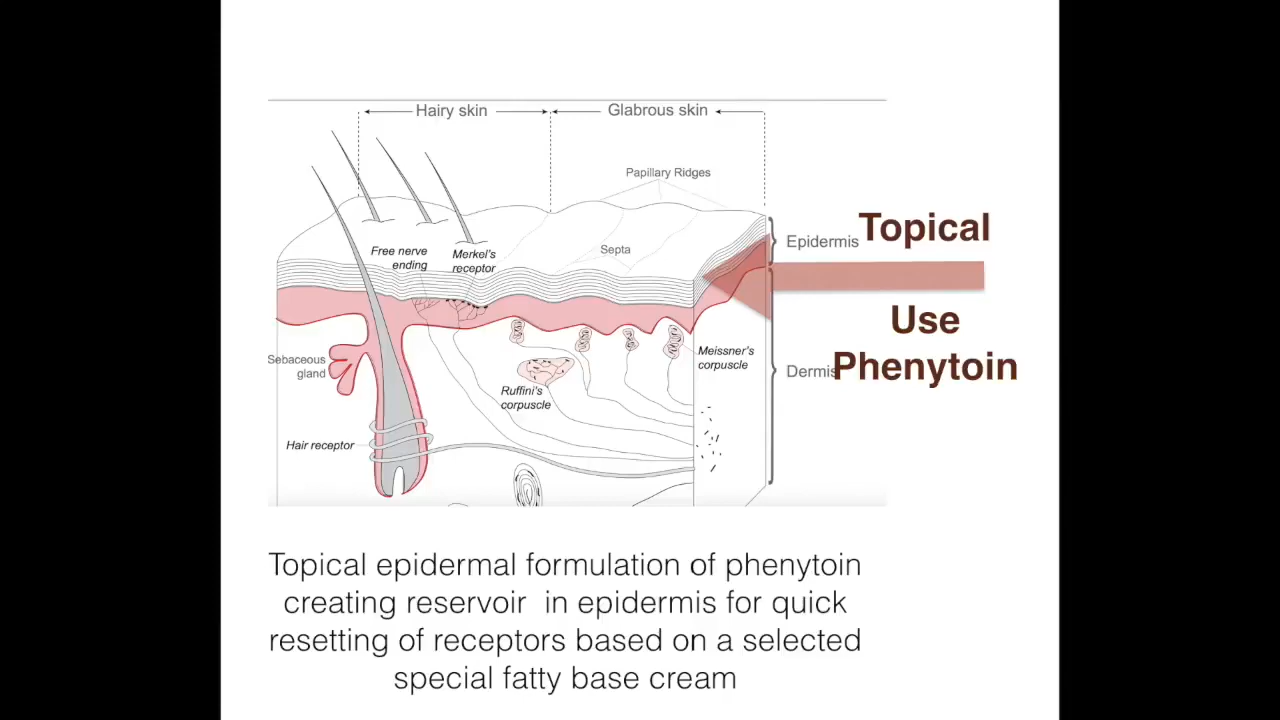 Hairy skin
Glabrous skin
Papillary Ridges
Topical
Epidermis
Septa
Free nerve
ending
Merkel's
receptor
Use
Phenytoin
Meissner's
corpuscle
Dermis
Sebaceous
gland
Ruffini's
corpuscle
Hair receptor
Topical epidermal formulation of phenytoin
creating reservoir in epidermis for quick
resetting of receptors based on a selected
special fatty base cream